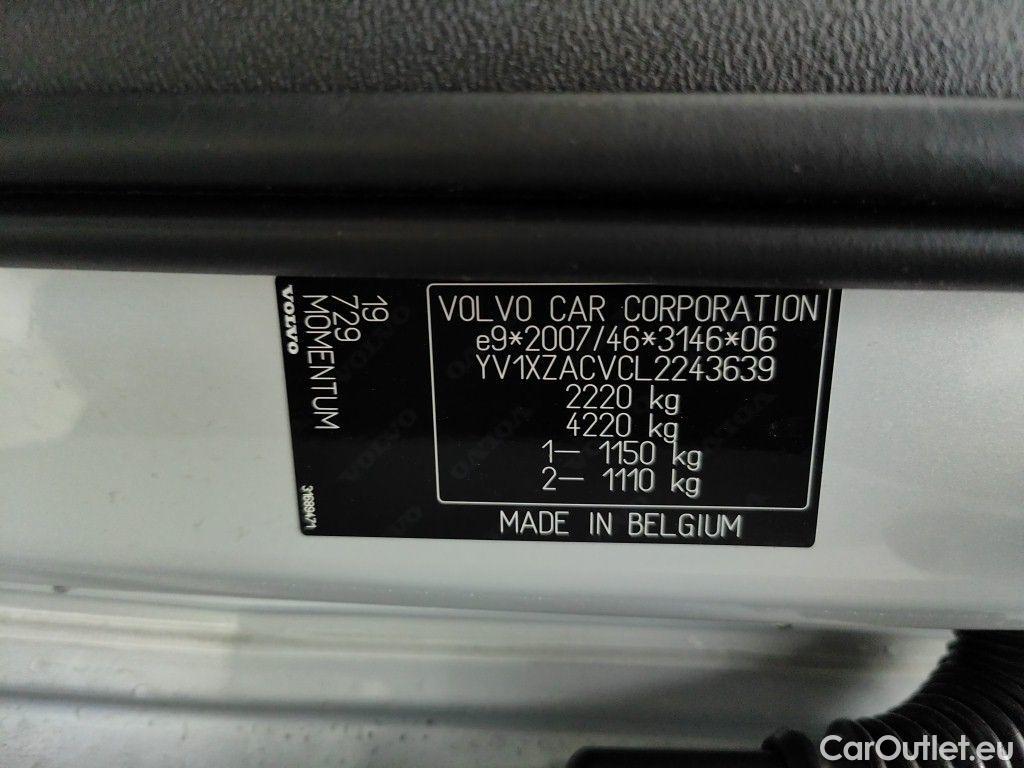 VOLVO
19
729
MOMENTUM
31689471
VOLVO CAR CORPORATION
e9*2007/46*3146*06
YV1XZACVCL2243639
2220 kg
4220 kg
1– 1150 kg
2– 1110 kg
MADE IN BELGIUM
CarOutlet.eu